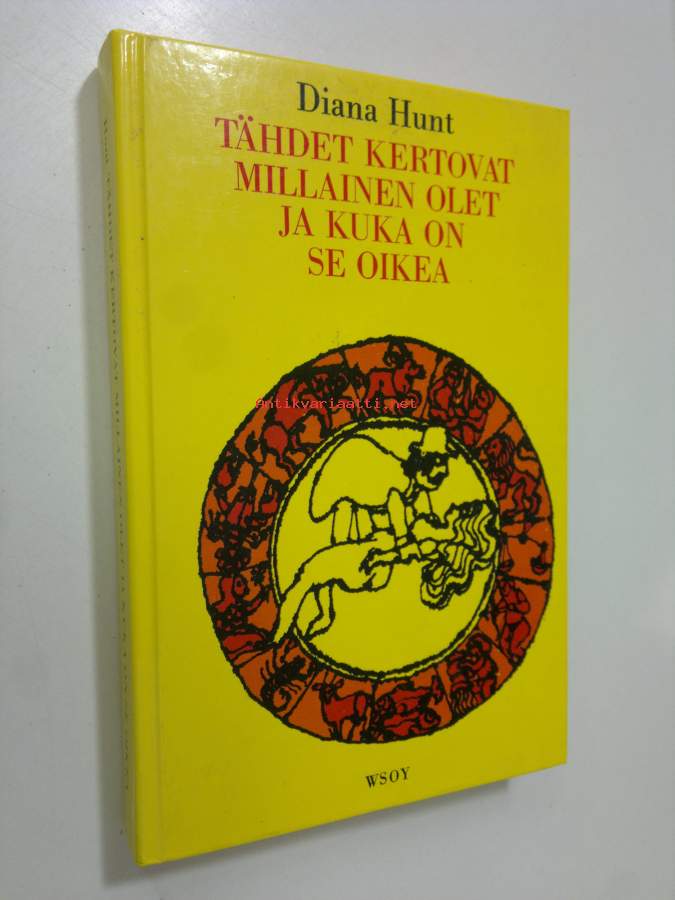 Diana Hunt
TÄHDET KERTOVAT
MILLAINEN OLET
JA KUKA ON
SE OIKEA
Antikvariaatti.net
WSOY